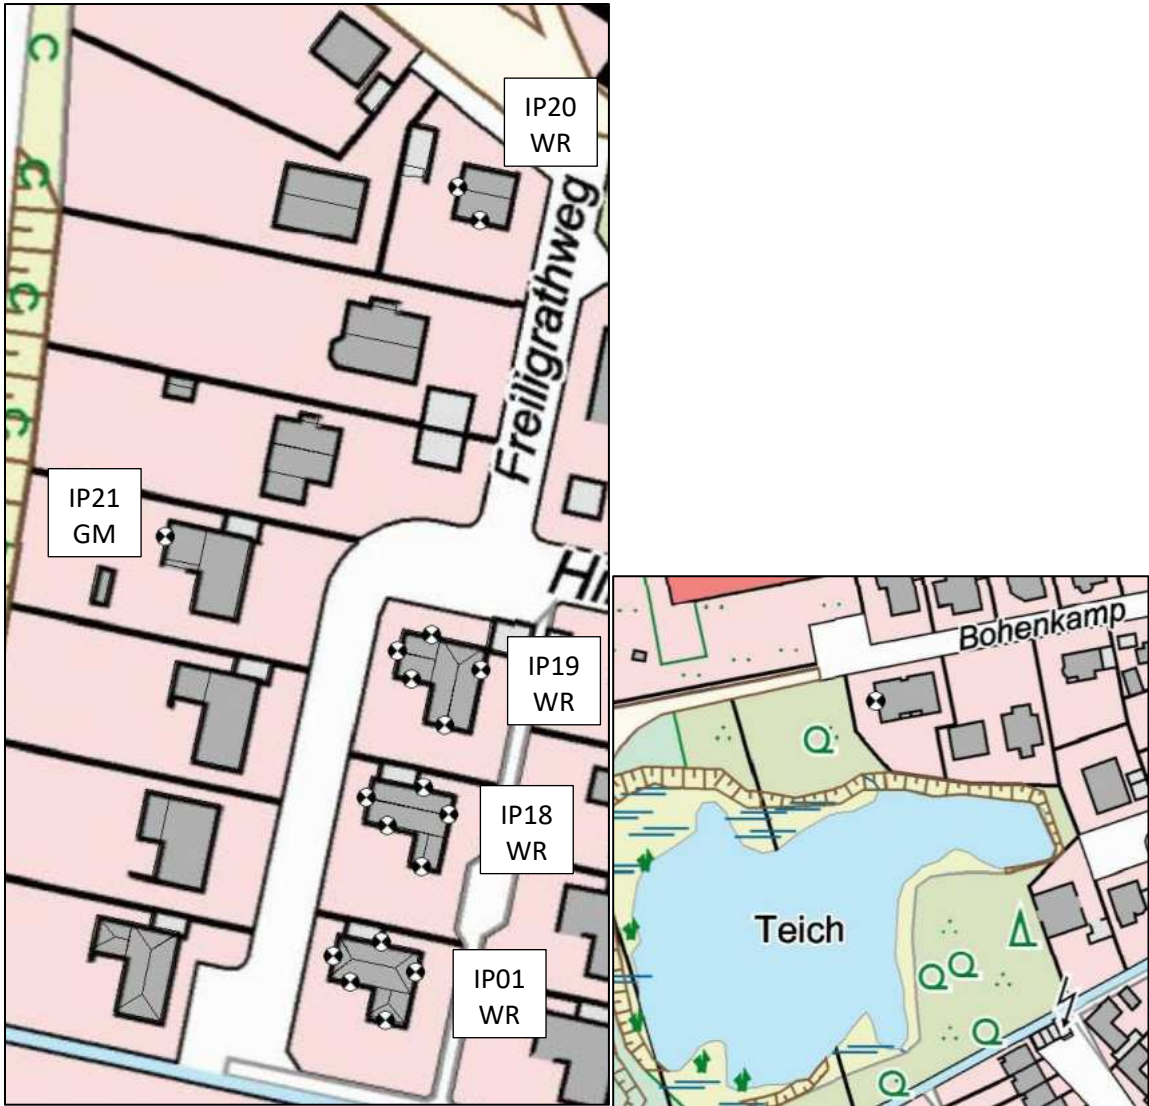 IP20
WR
Freiligrathweg
IP21
GM
Hi
IP19
WR
IP18
WR
IP01
WR
Bohenkamp
Teich